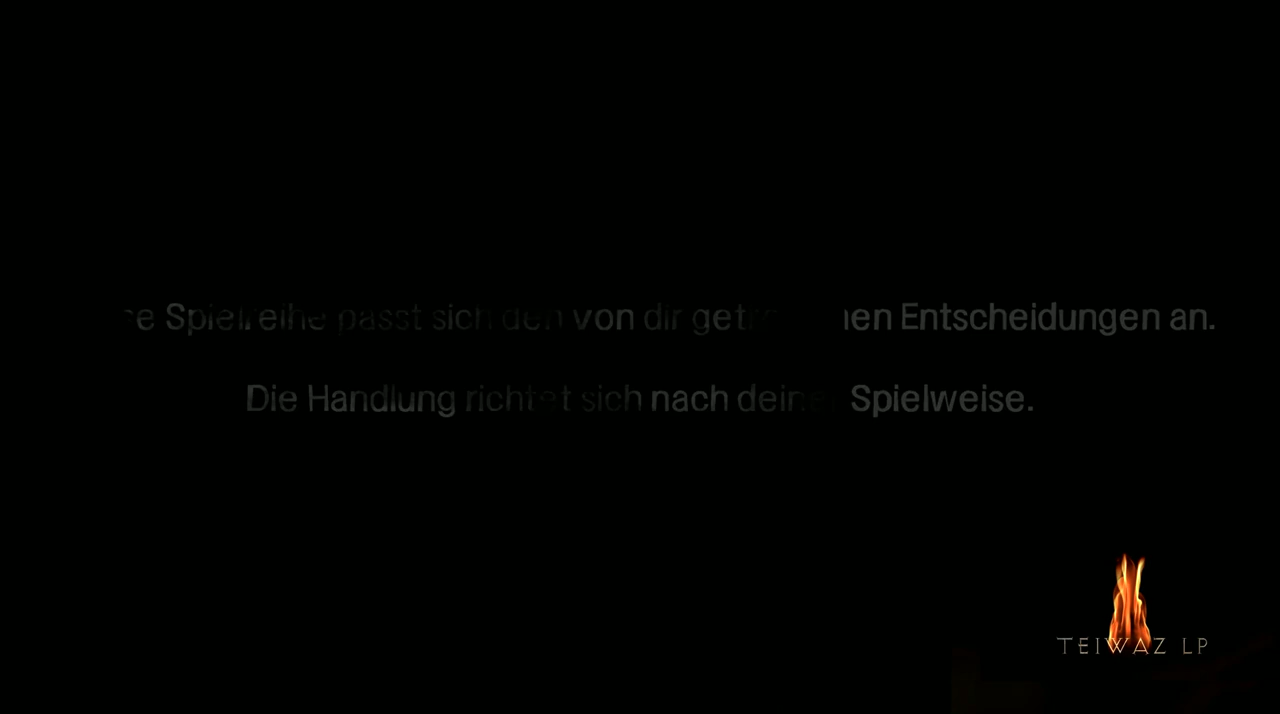 Spielreihe passt sich den von dir Entscheidungen an.
Die Handlung richtet sich nach deiner Spielweise.
TEIWAZ LP